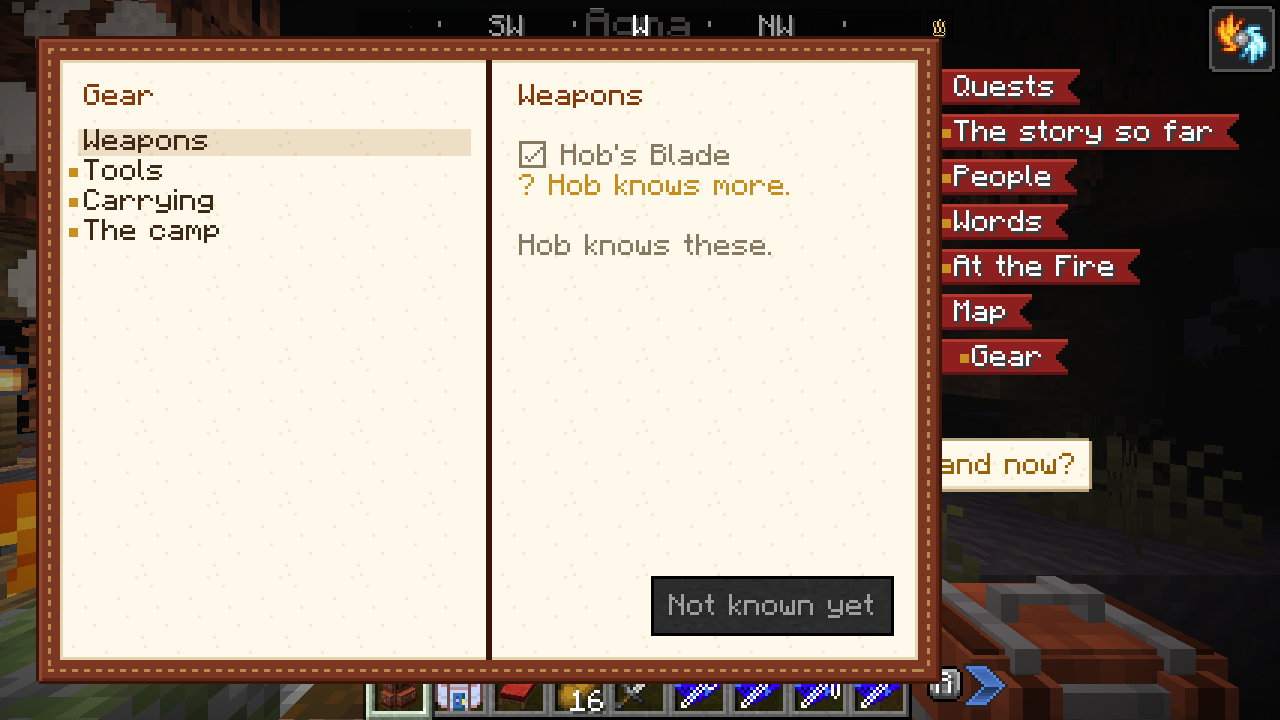 SW
W
NW
Gear
Weapons
Tools
Carrying
The camp
Weapons
Hob's Blade
? Hob knows more.
Hob knows these.
Not known yet
Quests
The story so far
People
Words
At the Fire
Map
Gear
and now?
16